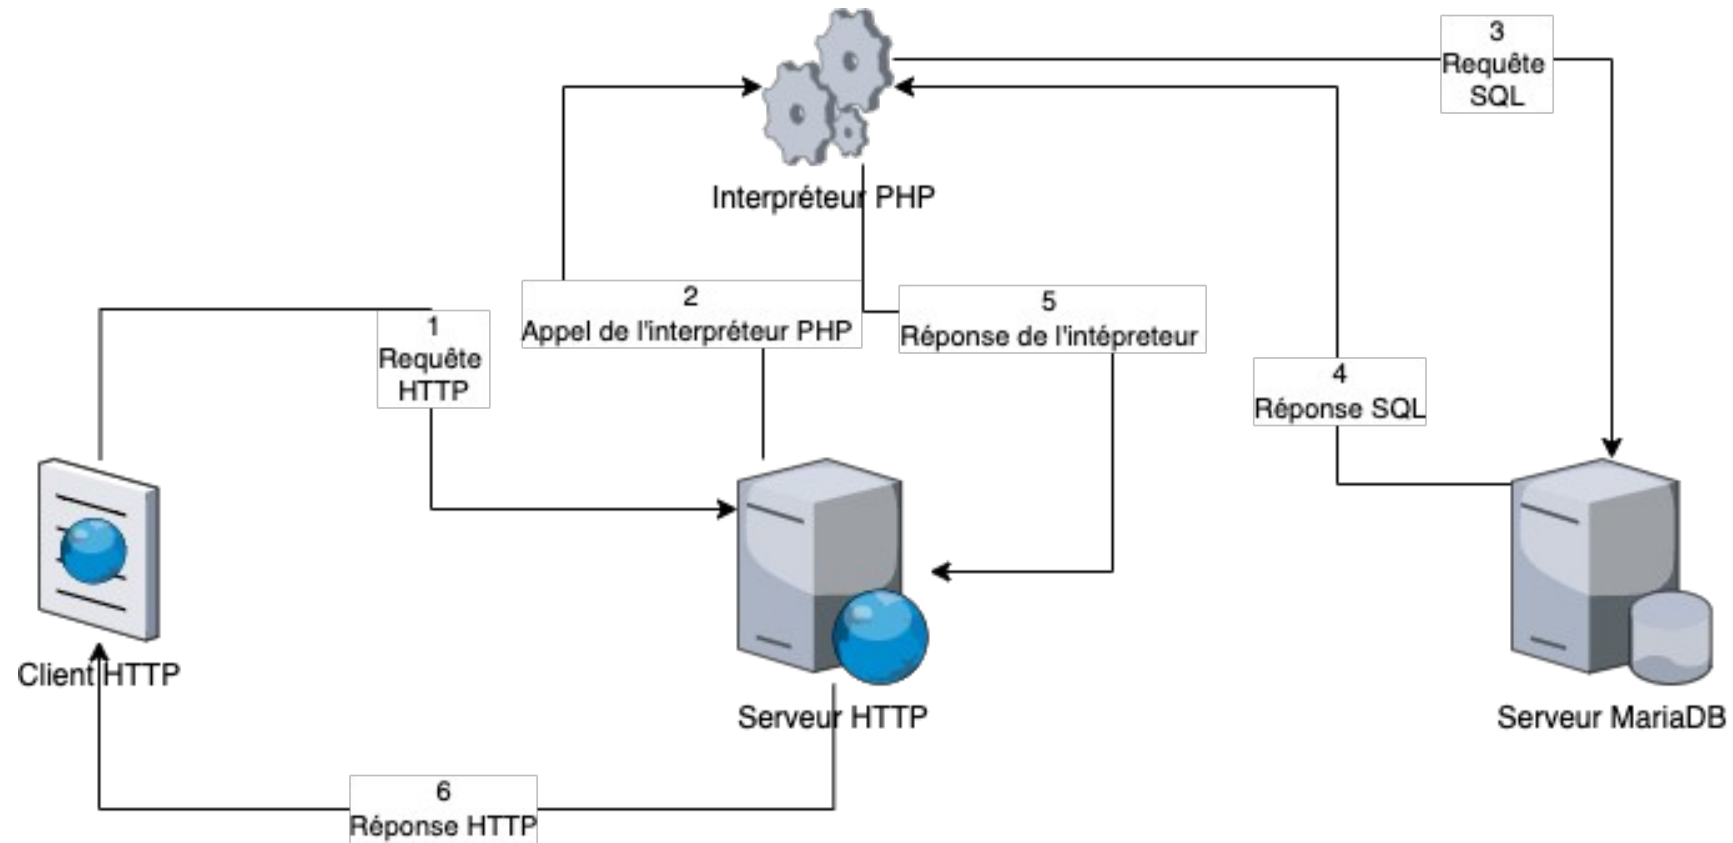 3
Requête
SQL
Interpréteur PHP
2
Appel de l'interpréteur PHP
5
Réponse de l'intépreteur
1
Requête
HTTP
4
Réponse SQL
Client HTTP
Serveur HTTP
Serveur MariaDB
6
Réponse HTTP